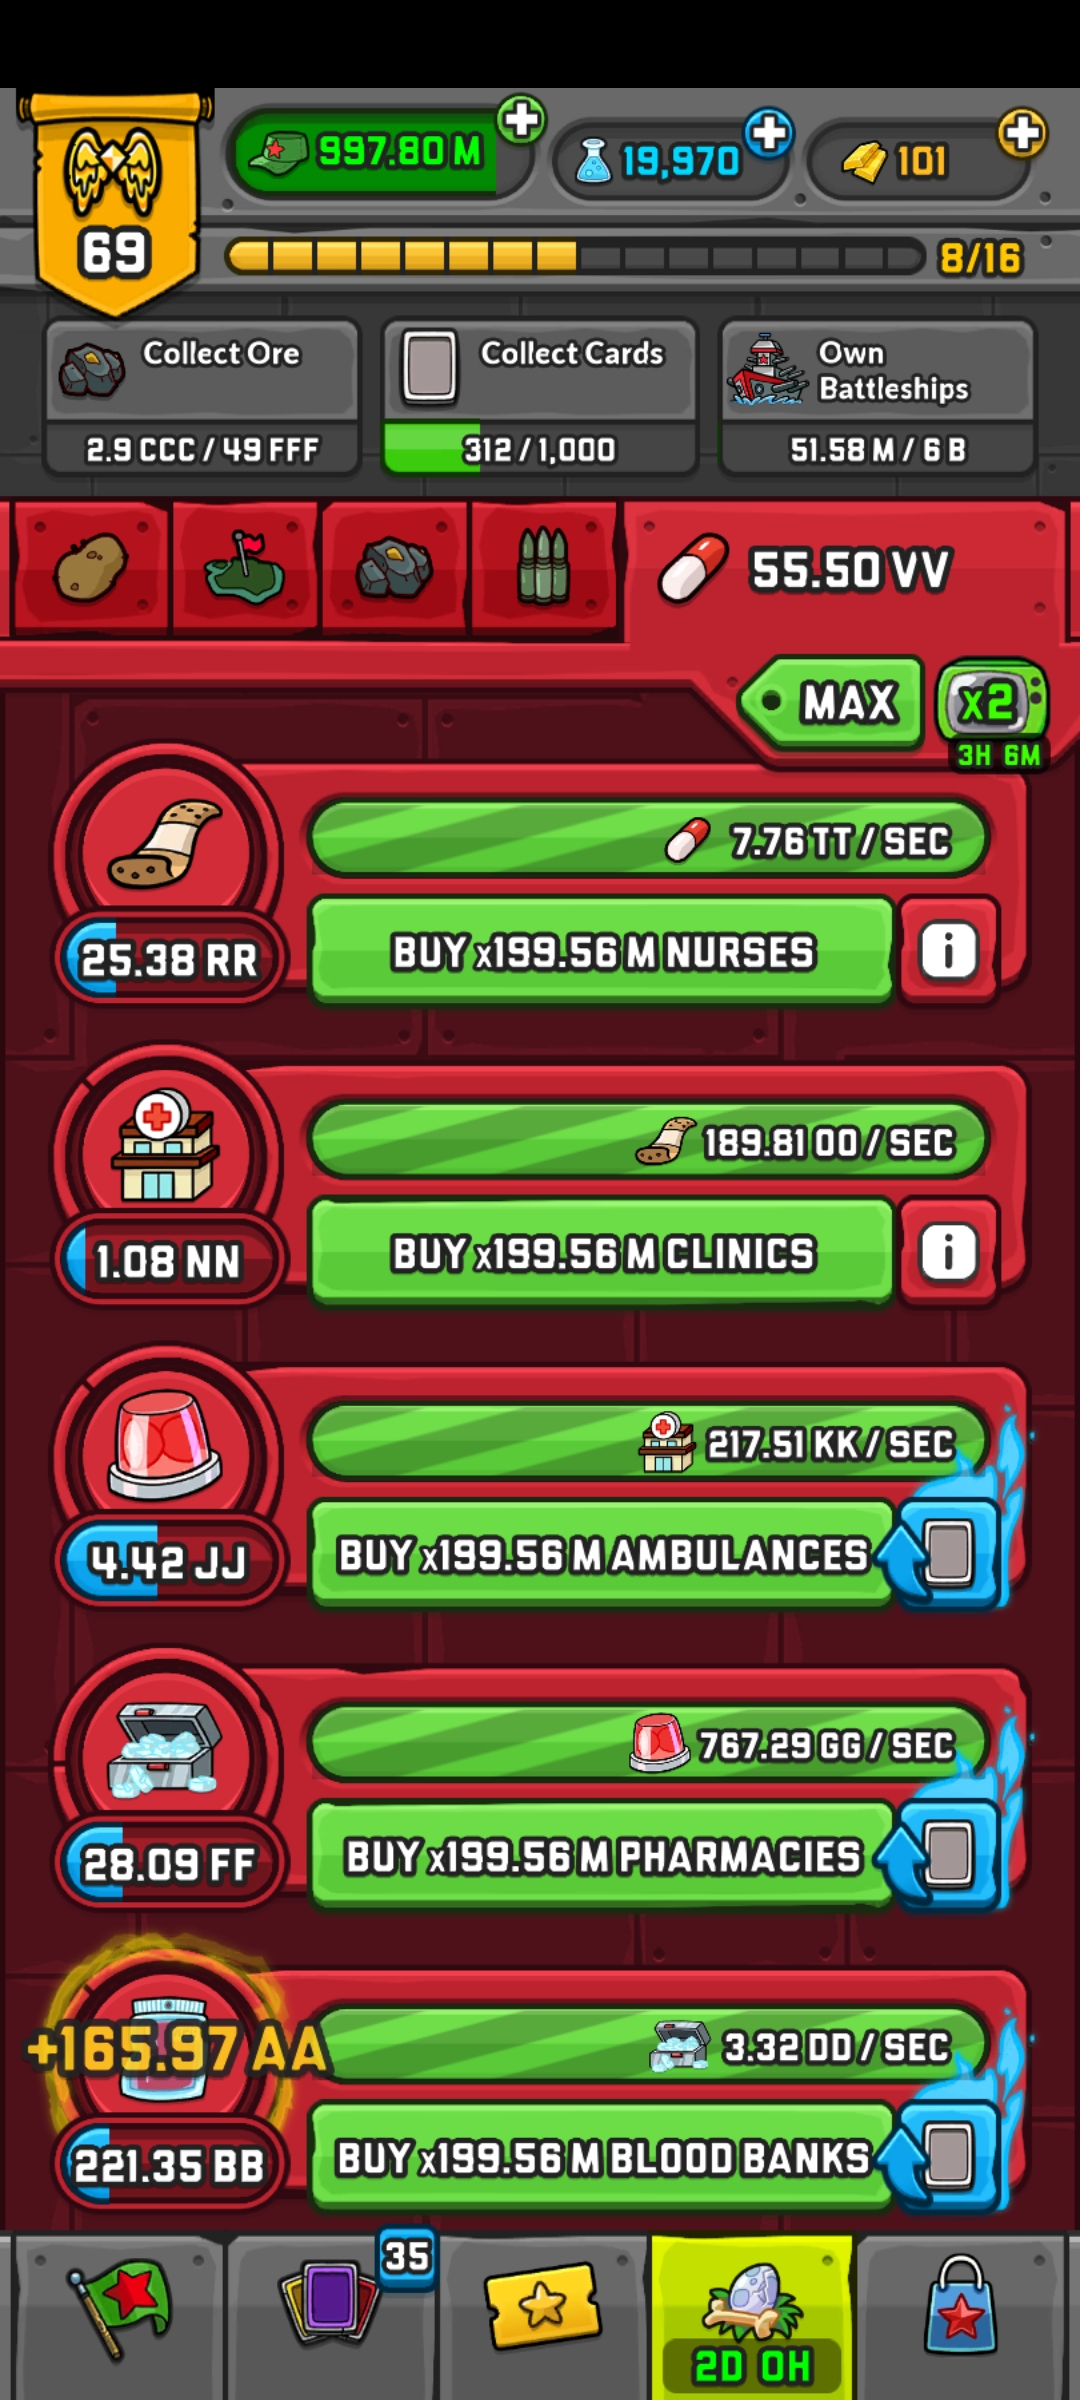 997.80 M
19,970
101
69
8/16
Collect Ore
2.9 CCC / 49 FFF
Collect Cards
312 / 1,000
Own
Battleships
51.58 M / 6 B
55.50 VV
MAX
x2
3H 6M
7.76 TT / SEC
25.38 RR
BUY x199.56 M NURSES
i
189.81 OO / SEC
1.08 NN
BUY x199.56 M CLINICS
i
217.51 KK / SEC
4.42 JJ
BUY x199.56 M AMBULANCES
767.29 GG / SEC
28.09 FF
BUY x199.56 M PHARMACIES
+165.97 AA
3.32 DD / SEC
221.35 BB
BUY x199.56 M BLOOD BANKS
35
2D 0H